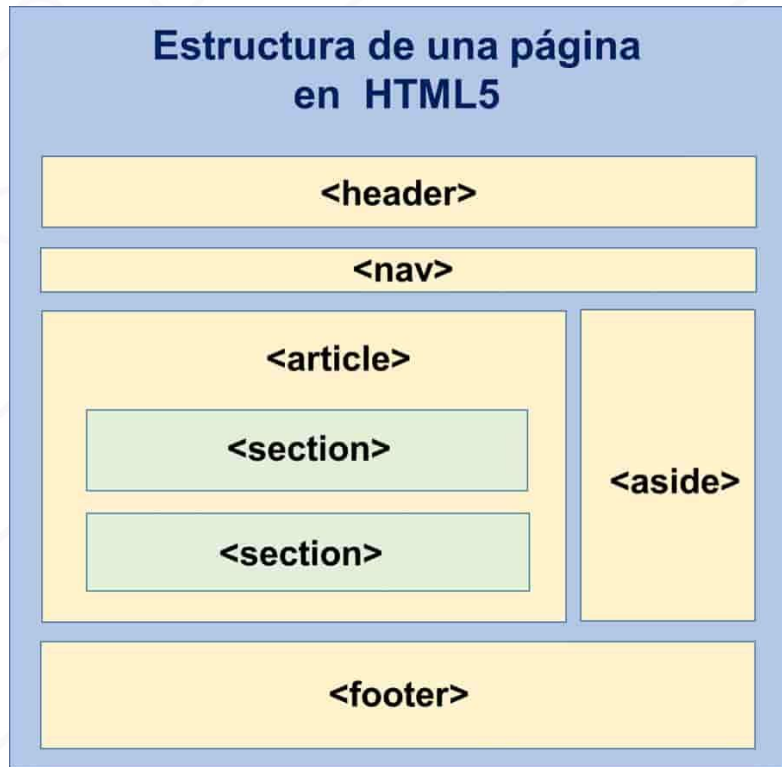 Estructura de una página
en HTML5
<header>
<nav>
<article>
<section>
<section>
<aside>
<footer>